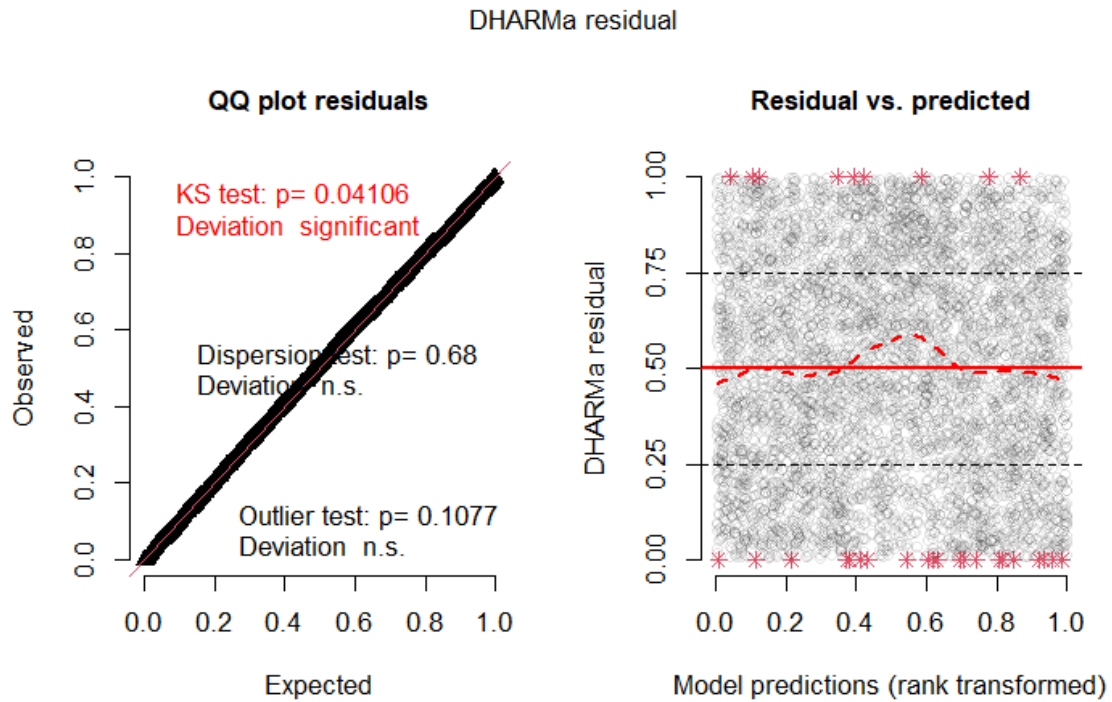 DHARMa residual
QQ plot residuals
KS test: p= 0.04106
Deviation  significant
Dispersion test: p= 0.68
Deviation  n.s.
Outlier test: p= 0.1077
Deviation  n.s.
Observed
0.0 0.2 0.4 0.6 0.8 1.0
0.0 0.2 0.4 0.6 0.8 1.0
Expected
Residual vs. predicted
DHARMa residual
0.00 0.25 0.50 0.75 1.00
0.0 0.2 0.4 0.6 0.8 1.0
Model predictions (rank transformed)